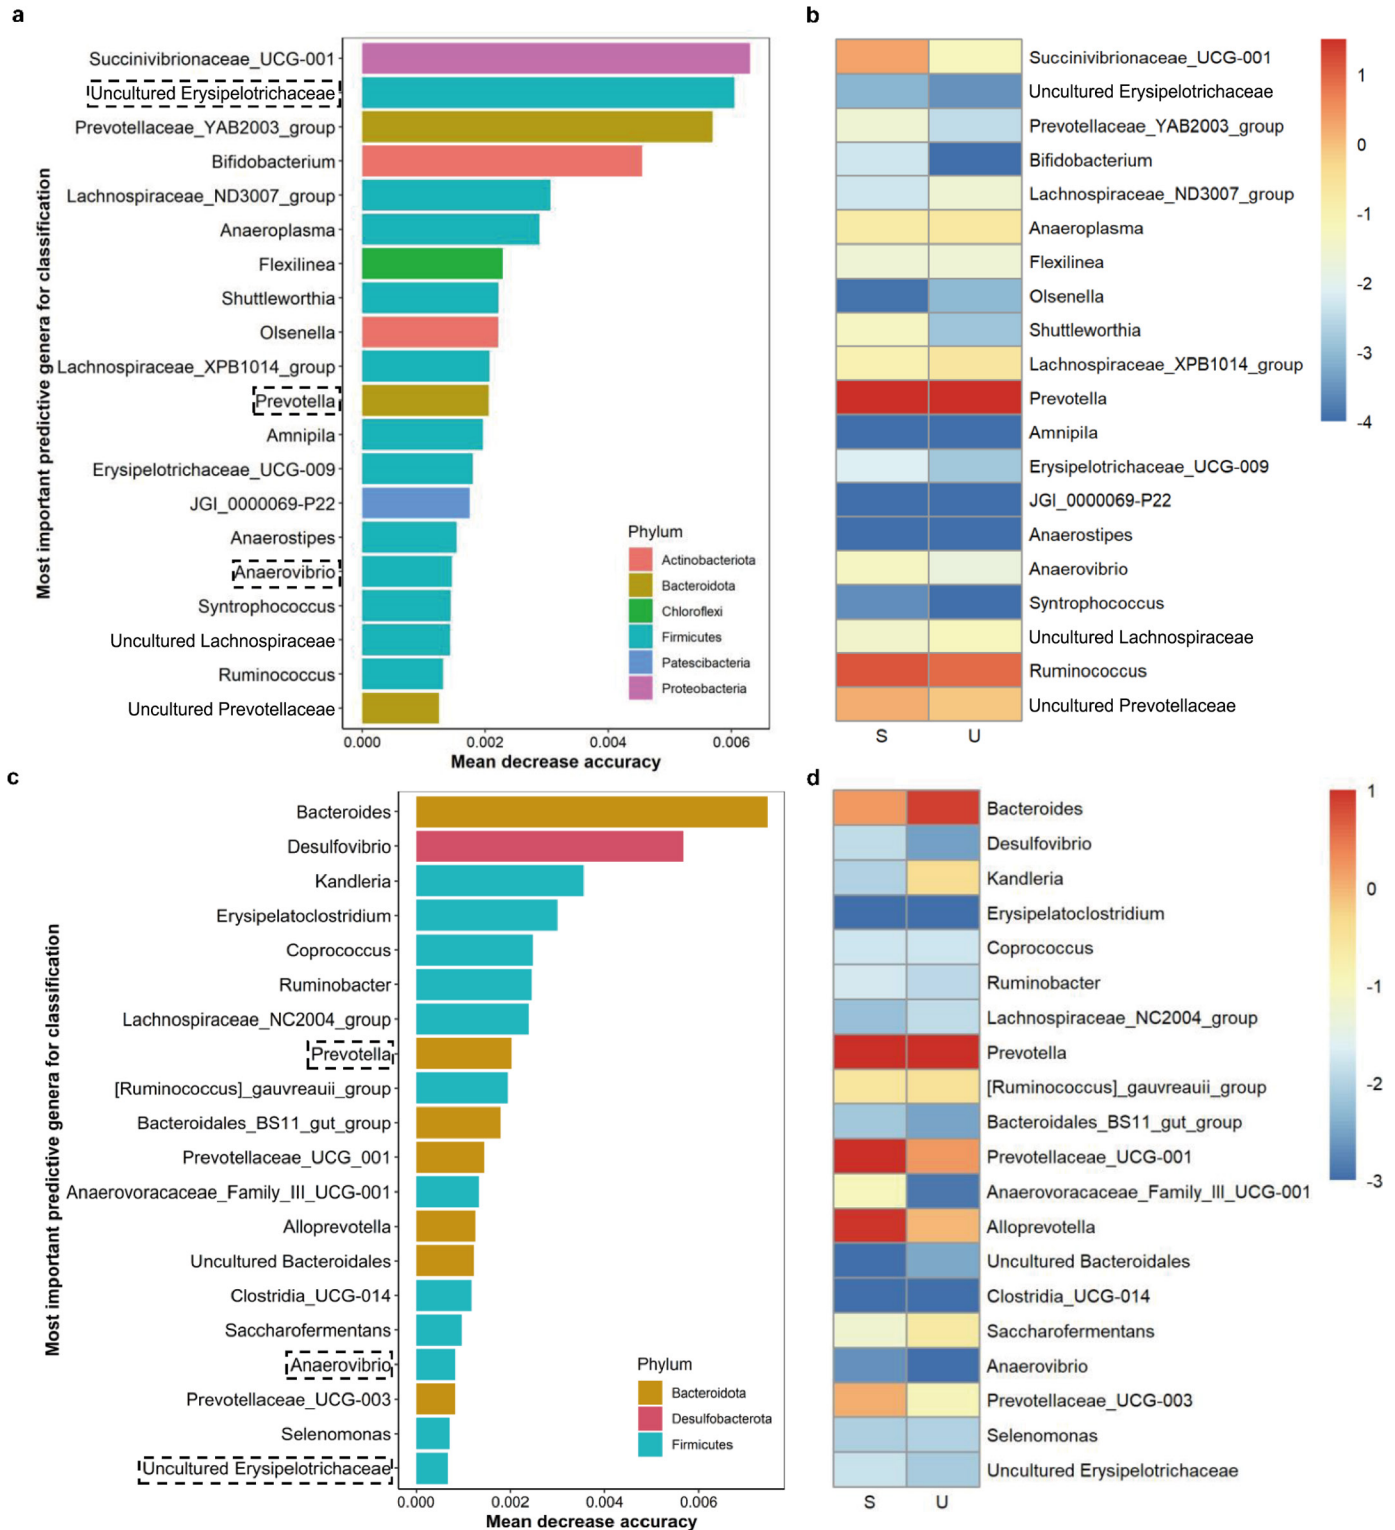 a
Most important predictive genera for classification
Succinivibrionaceae_UCG-001
Uncultured Erysipelotrichaceae
Prevotellaceae_YAB2003_group
Bifidobacterium
Lachnospiraceae_ND3007_group
Anaeroplasma
Flexilinea
Shuttleworthia
Olsenella
Lachnospiraceae_XPB1014_group
Prevotella
Amnipila
Erysipelotrichaceae_UCG-009
JGI_0000069-P22
Anaerostipes
Anaerovibrio
Syntrophococcus
Uncultured Lachnospiraceae
Ruminococcus
Uncultured Prevotellaceae
Phylum
Actinobacteriota
Bacteroidota
Chloroflexi
Firmicutes
Patescibacteria
Proteobacteria
0.000 0.002 0.004 0.006
Mean decrease accuracy
b
Succinivibrionaceae_UCG-001
Uncultured Erysipelotrichaceae
Prevotellaceae_YAB2003_group
Bifidobacterium
Lachnospiraceae_ND3007_group
Anaeroplasma
Flexilinea
Olsenella
Shuttleworthia
Lachnospiraceae_XPB1014_group
Prevotella
Amnipila
Erysipelotrichaceae_UCG-009
JGI_0000069-P22
Anaerostipes
Anaerovibrio
Syntrophococcus
Uncultured Lachnospiraceae
Ruminococcus
Uncultured Prevotellaceae
S U
1
0
-1
-2
-3
-4
c
Most important predictive genera for classification
Bacteroides
Desulfovibrio
Kandleria
Erysipelatoclostridium
Coprococcus
Ruminobacter
Lachnospiraceae_NC2004_group
Prevotella
[Ruminococcus]_gauvreauii_group
Bacteroidales_BS11_gut_group
Prevotellaceae_UCG_001
Anaerovoracaceae_Family_III_UCG-001
Alloprevotella
Uncultured Bacteroidales
Clostridia_UCG-014
Saccharofermentans
Anaerovibrio
Prevotellaceae_UCG-003
Selenomonas
Uncultured Erysipelotrichaceae
Phylum
Bacteroidota
Desulfobacterota
Firmicutes
0.000 0.002 0.004 0.006
Mean decrease accuracy
d
Bacteroides
Desulfovibrio
Kandleria
Erysipelatoclostridium
Coprococcus
Ruminobacter
Lachnospiraceae_NC2004_group
Prevotella
[Ruminococcus]_gauvreauii_group
Bacteroidales_BS11_gut_group
Prevotellaceae_UCG-001
Anaerovoracaceae_Family_III_UCG-001
Alloprevotella
Uncultured Bacteroidales
Clostridia_UCG-014
Saccharofermentans
Anaerovibrio
Prevotellaceae_UCG-003
Selenomonas
Uncultured Erysipelotrichaceae
S U
1
0
-1
-2
-3